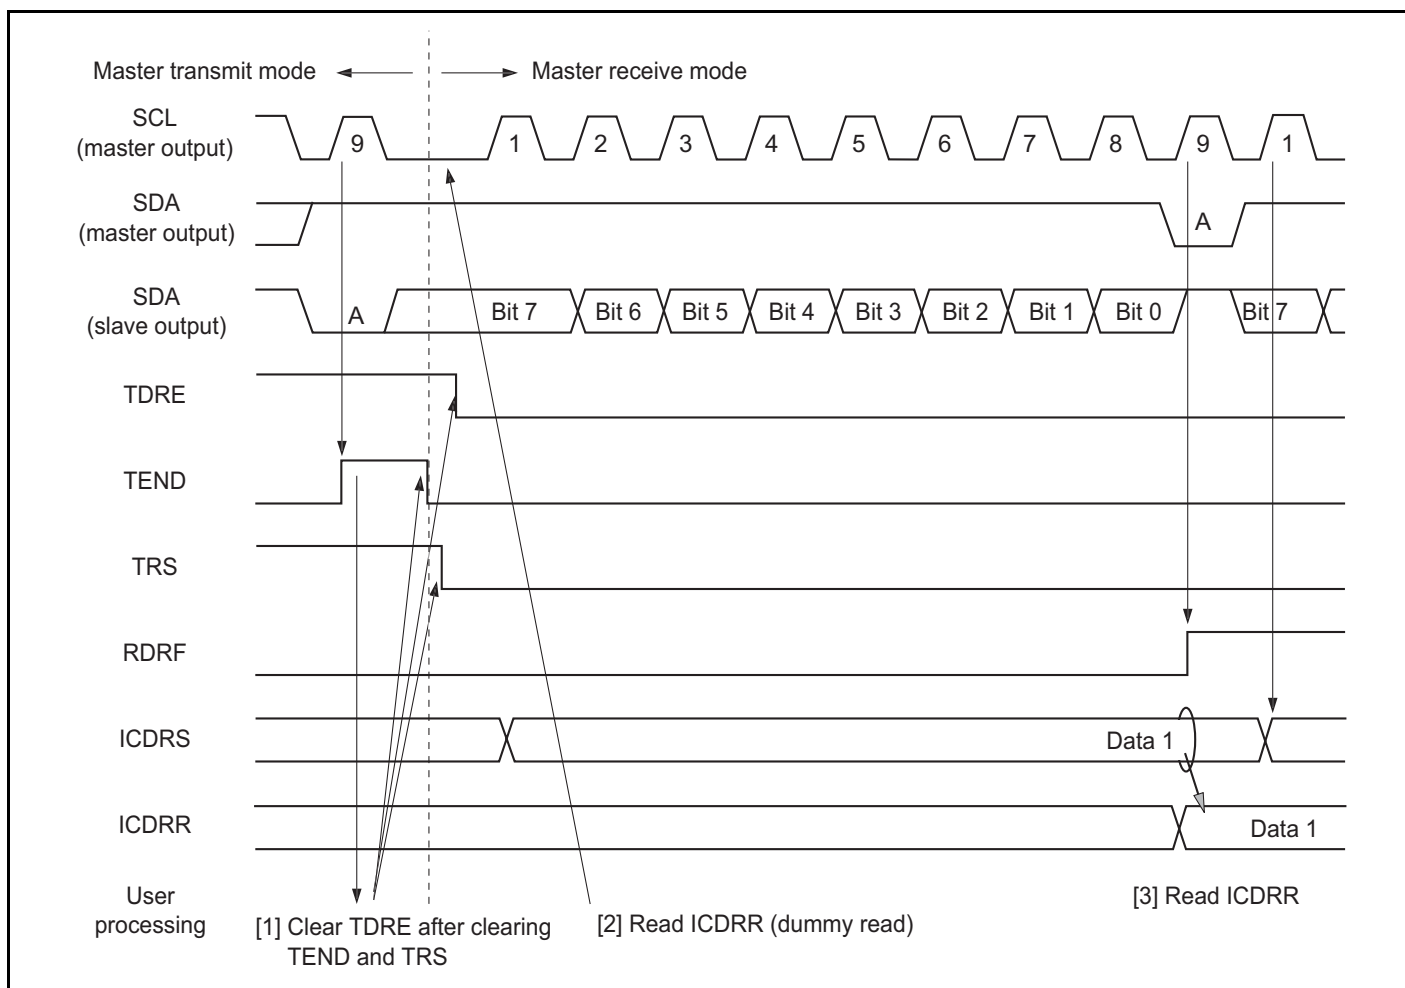 Master transmit mode
Master receive mode
SCL
(master output)
9 1 2 3 4 5 6 7 8 9 1
SDA
(master output)
A
SDA
(slave output)
A Bit 7 Bit 6 Bit 5 Bit 4 Bit 3 Bit 2 Bit 1 Bit 0 Bit 7
TDRE
TEND
TRS
RDRF
ICDRS
Data 1
ICDRR
Data 1
User
processing
[1] Clear TDRE after clearing
TEND and TRS
[2] Read ICDRR (dummy read)
[3] Read ICDRR